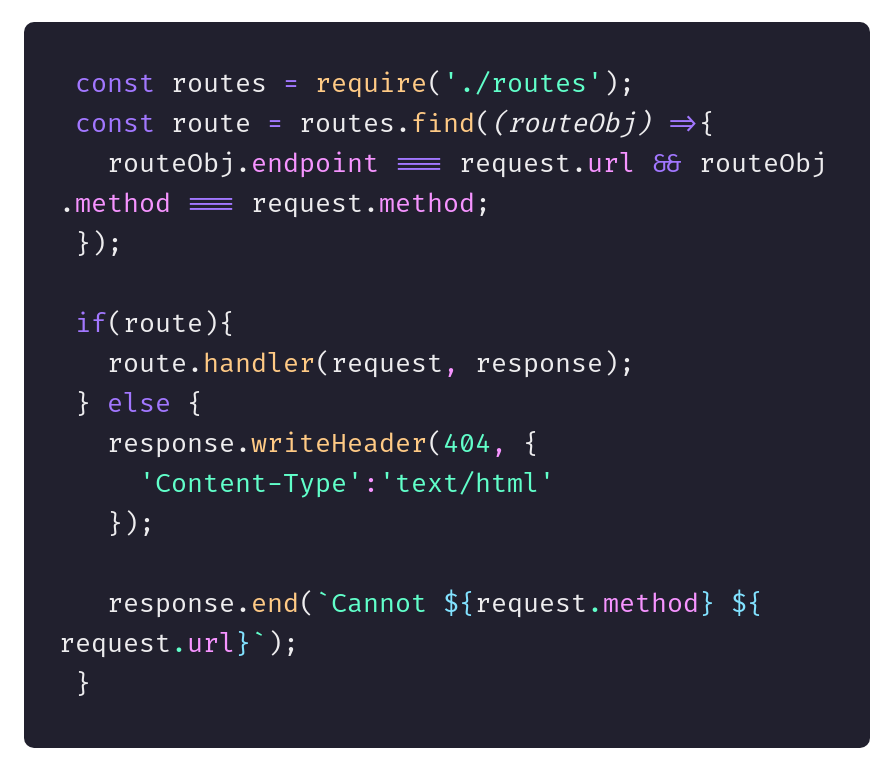 const routes = require('./routes');
const route = routes.find((routeObj) =>{
routeObj.endpoint === request.url && routeObj
.method === request.method;
});
if(route){
route.handler(request, response);
} else {
response.writeHeader(404, {
'Content-Type':'text/html'
});
response.end(`Cannot ${request.method} ${
request.url}`);
}